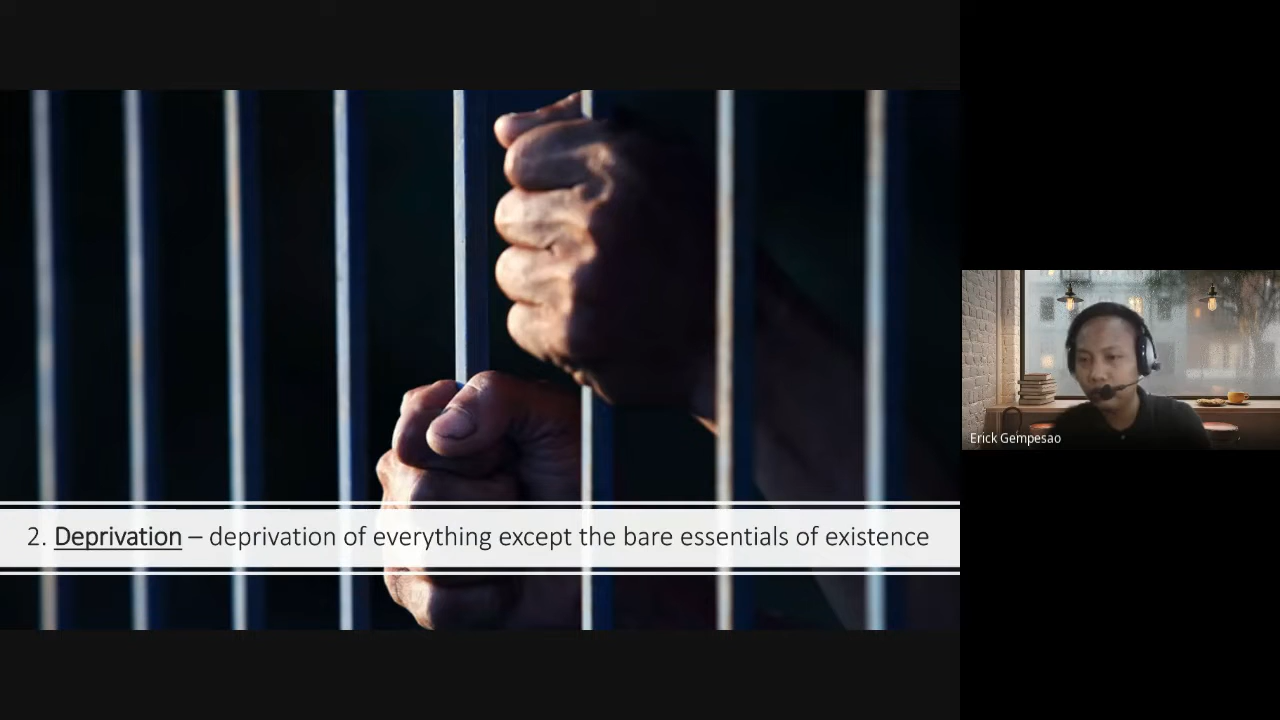 2. Deprivation – deprivation of everything except the bare essentials of existence
Erick Gempesao